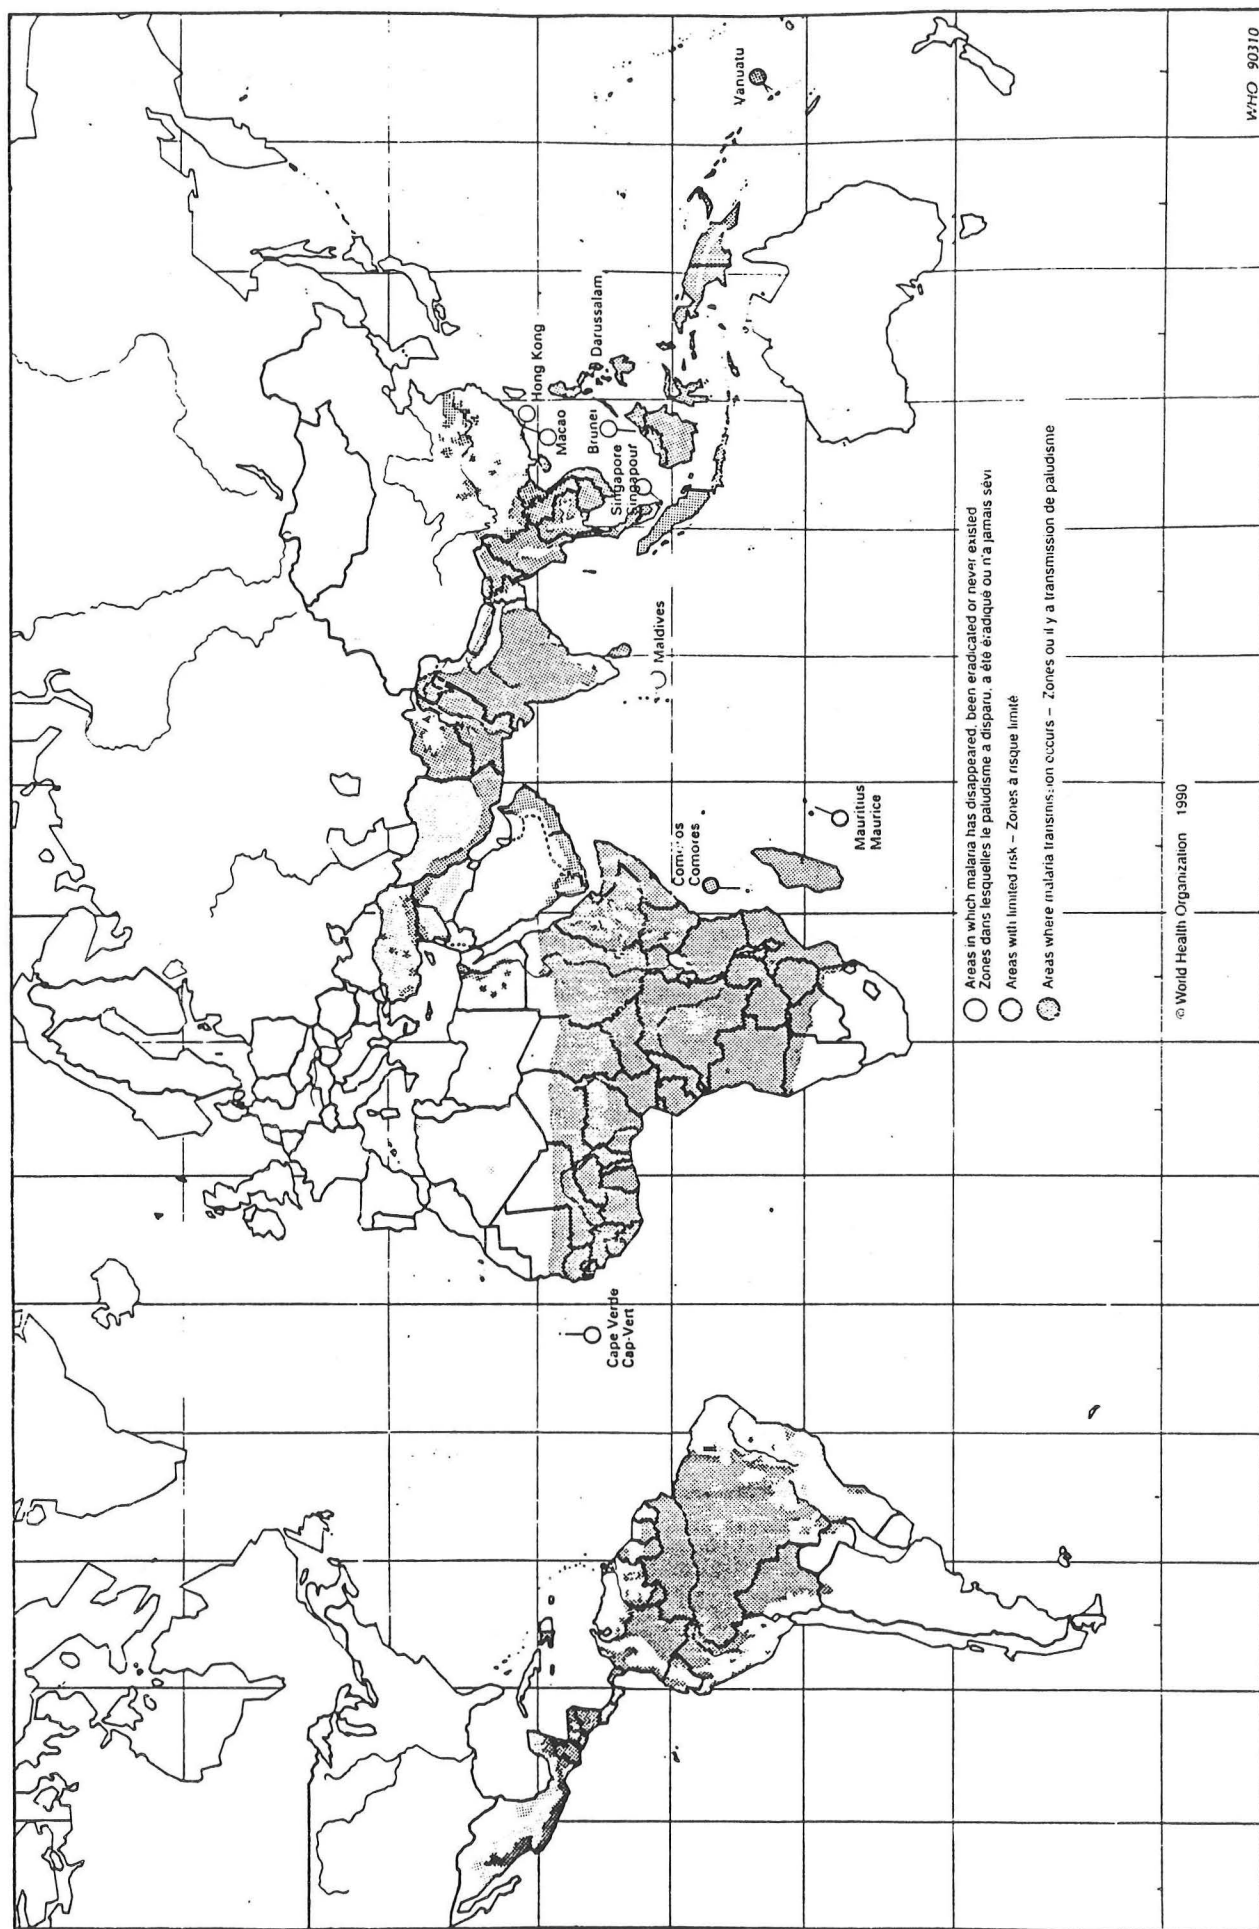 Vanuatu
Hong Kong
Macao
Brunei Darussalam
Singapore
Singapour
Maldives
Comores
Mauritius
Maurice
Cape Verde
Cap-Vert
Areas in which malaria has disappeared, been eradicated or never existed
Zones dans lesquelles le paludisme a disparu, a été éradiqué ou n'a jamais sévi
Areas with limited risk – Zones à risque limité
Areas where malaria transmission occurs – Zones ou il y a transmission de paludisme
© World Health Organization 1990
WHO 90310